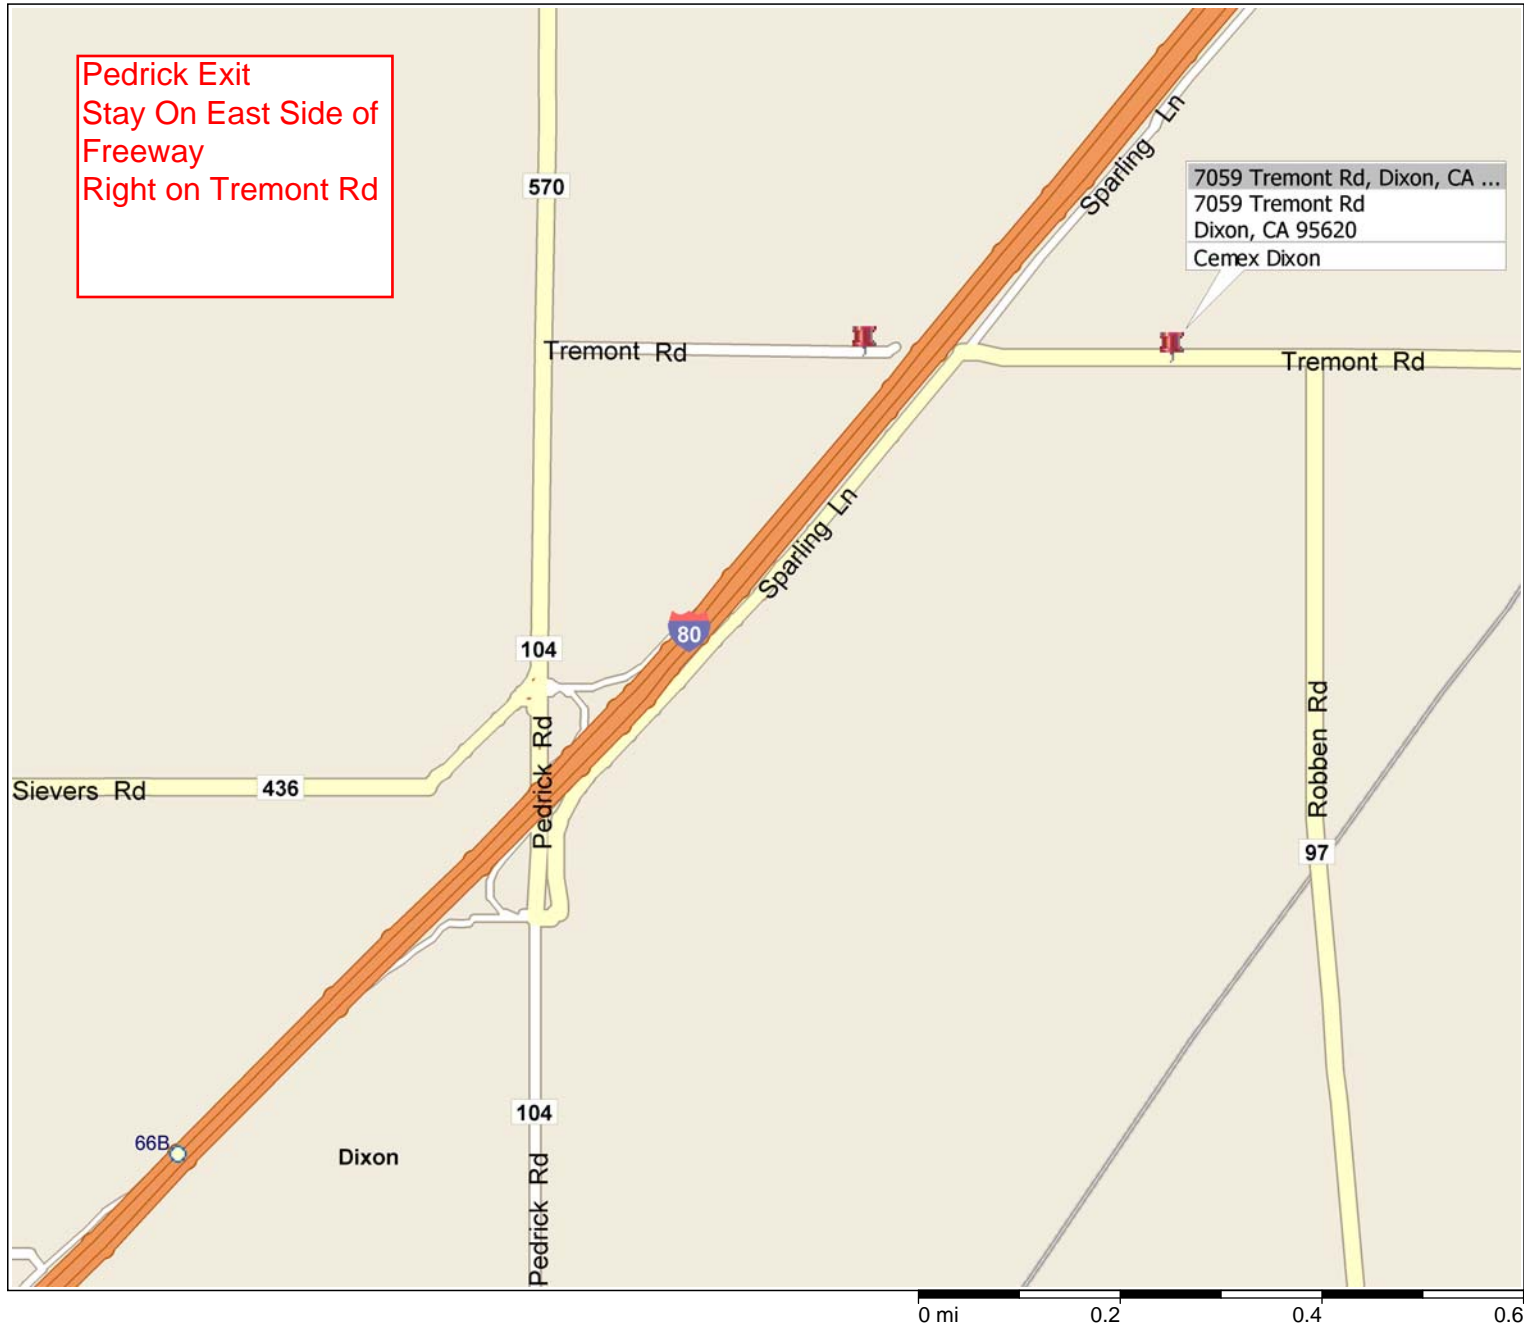 Pedrick Exit
Stay On East Side of
Freeway
Right on Tremont Rd
570
Sparling Ln
7059 Tremont Rd, Dixon, CA ...
7059 Tremont Rd
Dixon, CA 95620
Cemex Dixon
Tremont Rd
Tremont Rd
Sparling Ln
80
104
Pedrick Rd
Robben Rd
Sievers Rd
436
97
104
66B
Dixon
Pedrick Rd
0 mi 0.2 0.4 0.6